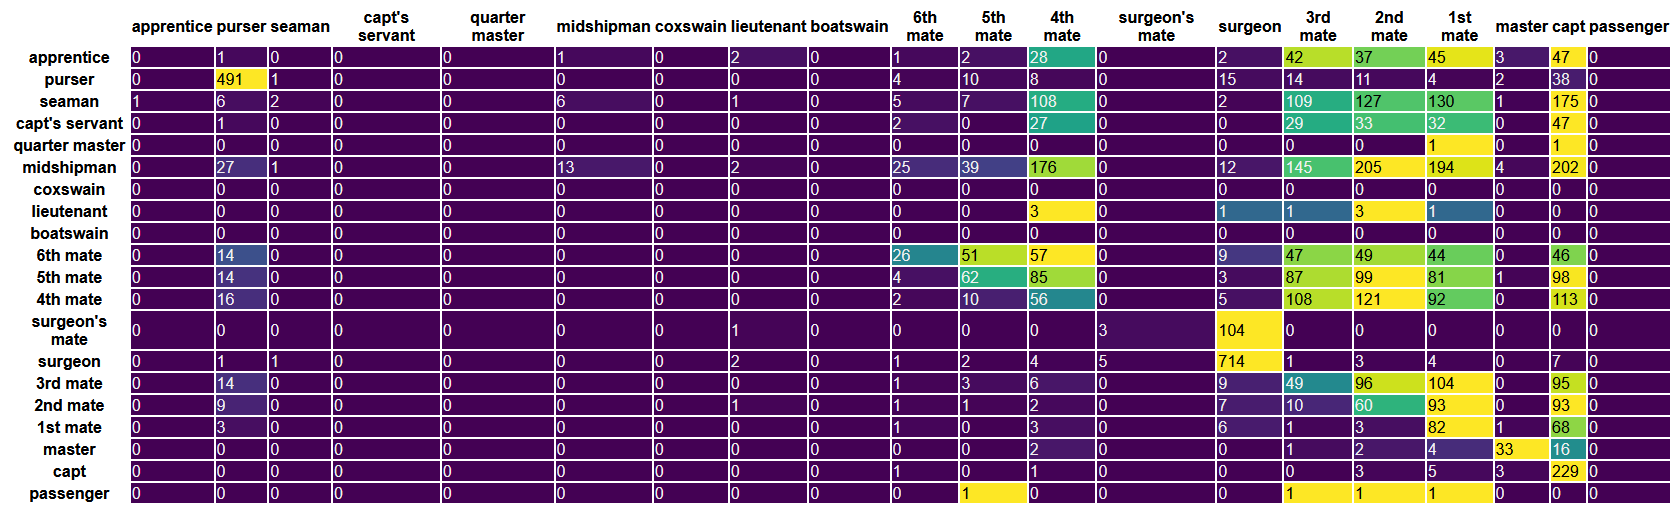 apprentice purser seaman capt's servant quarter master midshipman coxswain lieutenant boatswain 6th mate 5th mate 4th mate surgeon's mate surgeon 3rd mate 2nd mate 1st mate master capt passenger
apprentice 0 1 0 0 0 1 0 2 0 1 2 28 0 2 42 37 45 3 47 0
purser 0 491 1 0 0 0 0 0 0 4 10 8 0 15 14 11 4 2 38 0
seaman 1 6 2 0 0 6 0 1 0 5 7 108 0 2 109 127 130 1 175 0
capt's servant 0 1 0 0 0 0 0 0 0 2 0 27 0 0 29 33 32 0 47 0
quarter master 0 0 0 0 0 0 0 0 0 0 0 0 0 0 0 0 1 0 1 0
midshipman 0 27 1 0 0 13 0 2 0 25 39 176 0 12 145 205 194 4 202 0
coxswain 0 0 0 0 0 0 0 0 0 0 0 0 0 0 0 0 0 0 0 0
lieutenant 0 0 0 0 0 0 0 0 0 0 0 3 0 1 1 3 1 0 0 0
boatswain 0 0 0 0 0 0 0 0 0 0 0 0 0 0 0 0 0 0 0 0
6th mate 0 14 0 0 0 0 0 0 0 26 51 57 0 9 47 49 44 0 46 0
5th mate 0 14 0 0 0 0 0 0 0 4 62 85 0 3 87 99 81 1 98 0
4th mate 0 16 0 0 0 0 0 0 0 2 10 56 0 5 108 121 92 0 113 0
surgeon's mate 0 0 0 0 0 0 0 1 0 0 0 0 3 104 0 0 0 0 0 0
surgeon 0 1 1 0 0 0 0 2 0 1 2 4 5 714 1 3 4 0 7 0
3rd mate 0 14 0 0 0 0 0 0 0 1 3 6 0 9 49 96 104 0 95 0
2nd mate 0 9 0 0 0 0 0 1 0 1 1 2 0 7 10 60 93 0 93 0
1st mate 0 3 0 0 0 0 0 0 0 1 0 3 0 6 1 3 82 1 68 0
master 0 0 0 0 0 0 0 0 0 0 0 2 0 0 1 2 4 33 16 0
capt 0 0 0 0 0 0 0 0 0 1 0 1 0 0 0 3 5 3 229 0
passenger 0 0 0 0 0 0 0 0 0 0 1 0 0 0 1 1 1 0 0 0